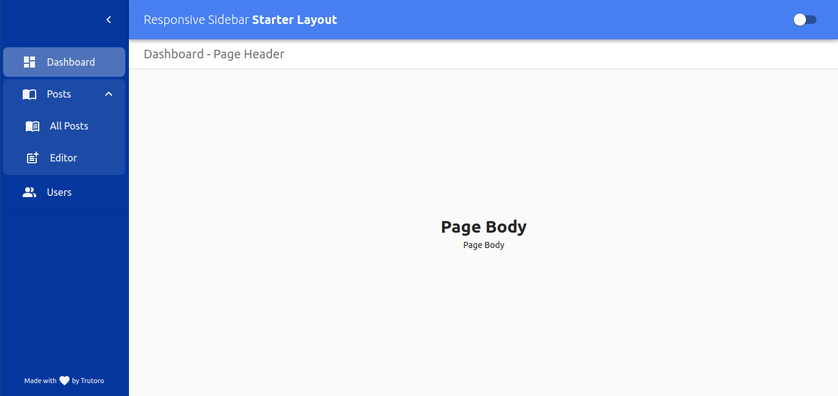 Responsive Sidebar Starter Layout
Dashboard - Page Header
Dashboard
Posts
All Posts
Editor
Users
Page Body
Page Body
Made with by Trutoro